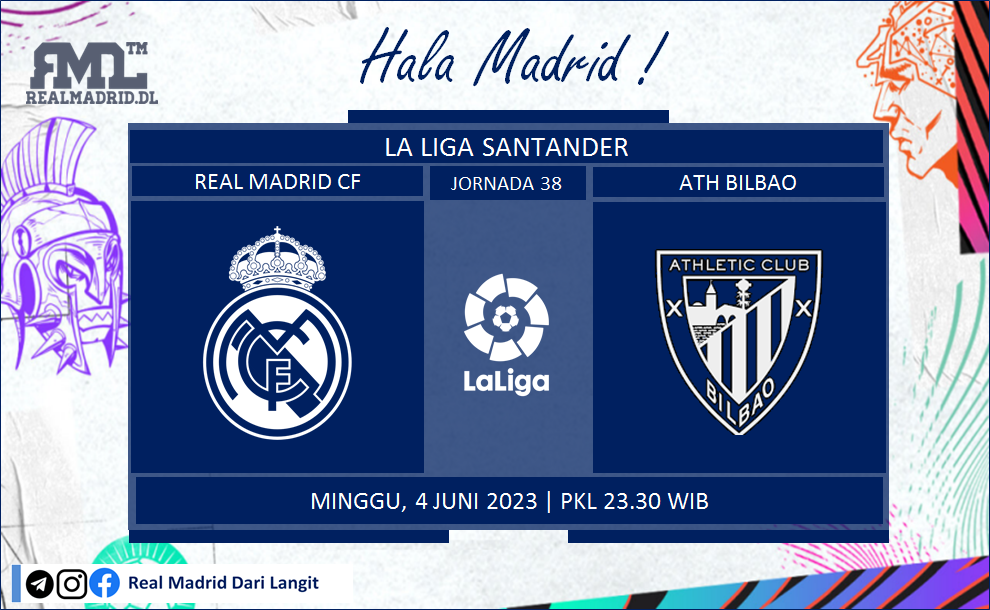 RMLTM
REALMADRID.DL
Hala Madrid !
LA LIGA SANTANDER
REAL MADRID CF
JORNADA 38
ATH BILBAO
LaLiga
ATHLETIC CLUB
X X
BILBAO
MINGGU, 4 JUNI 2023 | PKL 23.30 WIB
Real Madrid Dari Langit